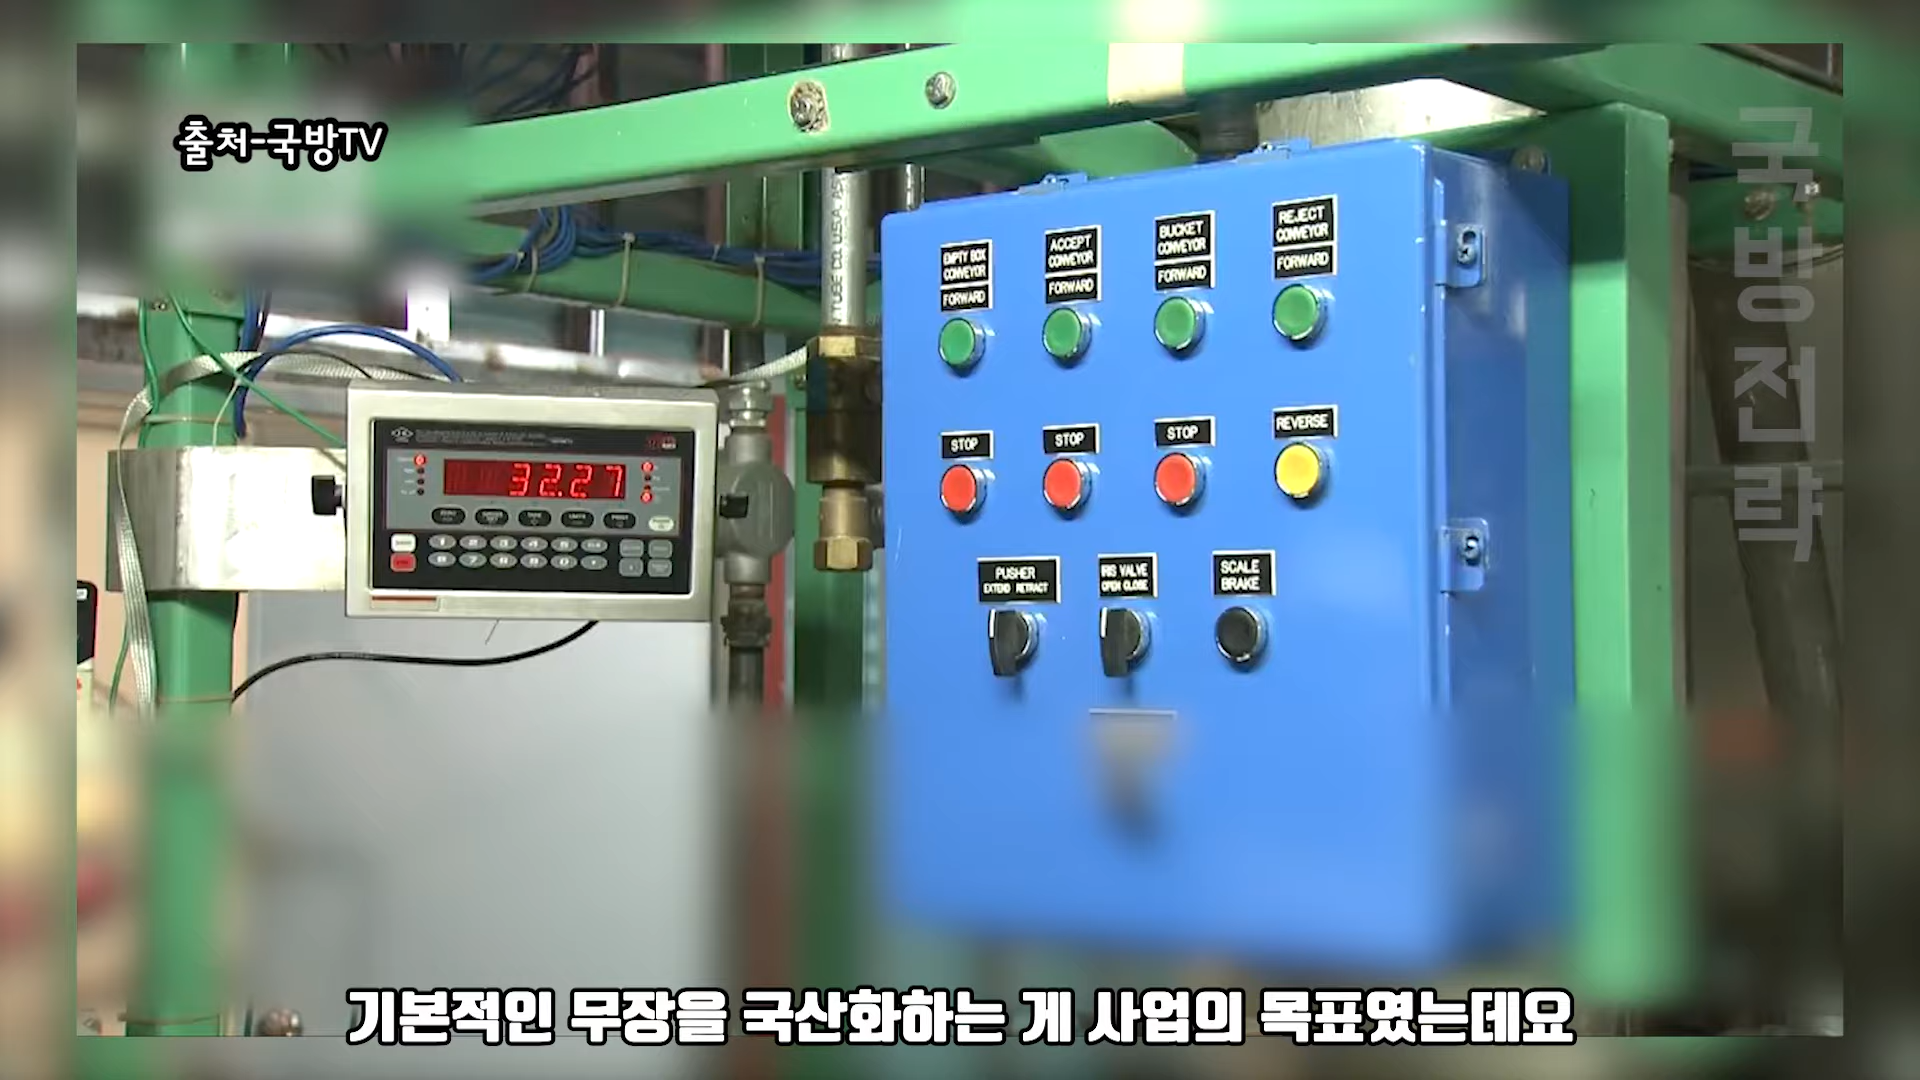 출처-국방TV
국방전략
TUBE CO. USA
EMPTY BOX
CONVEYOR
FORWARD
ACCEPT
CONVEYOR
FORWARD
BUCKET
CONVEYOR
FORWARD
REJECT
CONVEYOR
FORWARD
STOP
STOP
STOP
REVERSE
32.27
PUSHER
EXTEND RETRACT
IRIS VALVE
OPEN CLOSE
SCALE
BRAKE
기본적인 무장을 국산화하는 게 사업의 목표였는데요